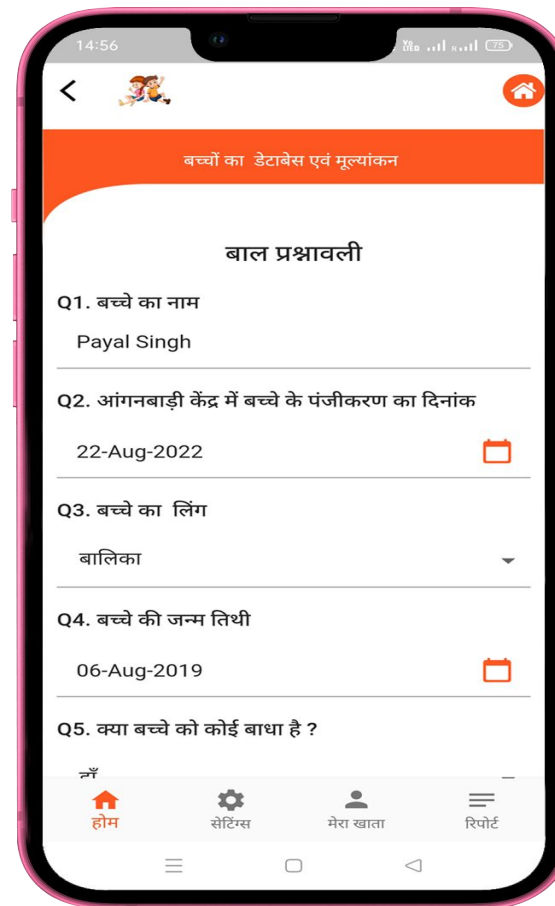 14:56
75
बच्चों का डेटाबेस एवं मूल्यांकन
बाल प्रश्नावली
Q1. बच्चे का नाम
Payal Singh
Q2. आंगनबाड़ी केंद्र में बच्चे के पंजीकरण का दिनांक
22-Aug-2022
Q3. बच्चे का लिंग
बालिका
Q4. बच्चे की जन्म तिथी
06-Aug-2019
Q5. क्या बच्चे को कोई बाधा है ?
हाँ
होम सेटिंग्स मेरा खाता रिपोर्ट